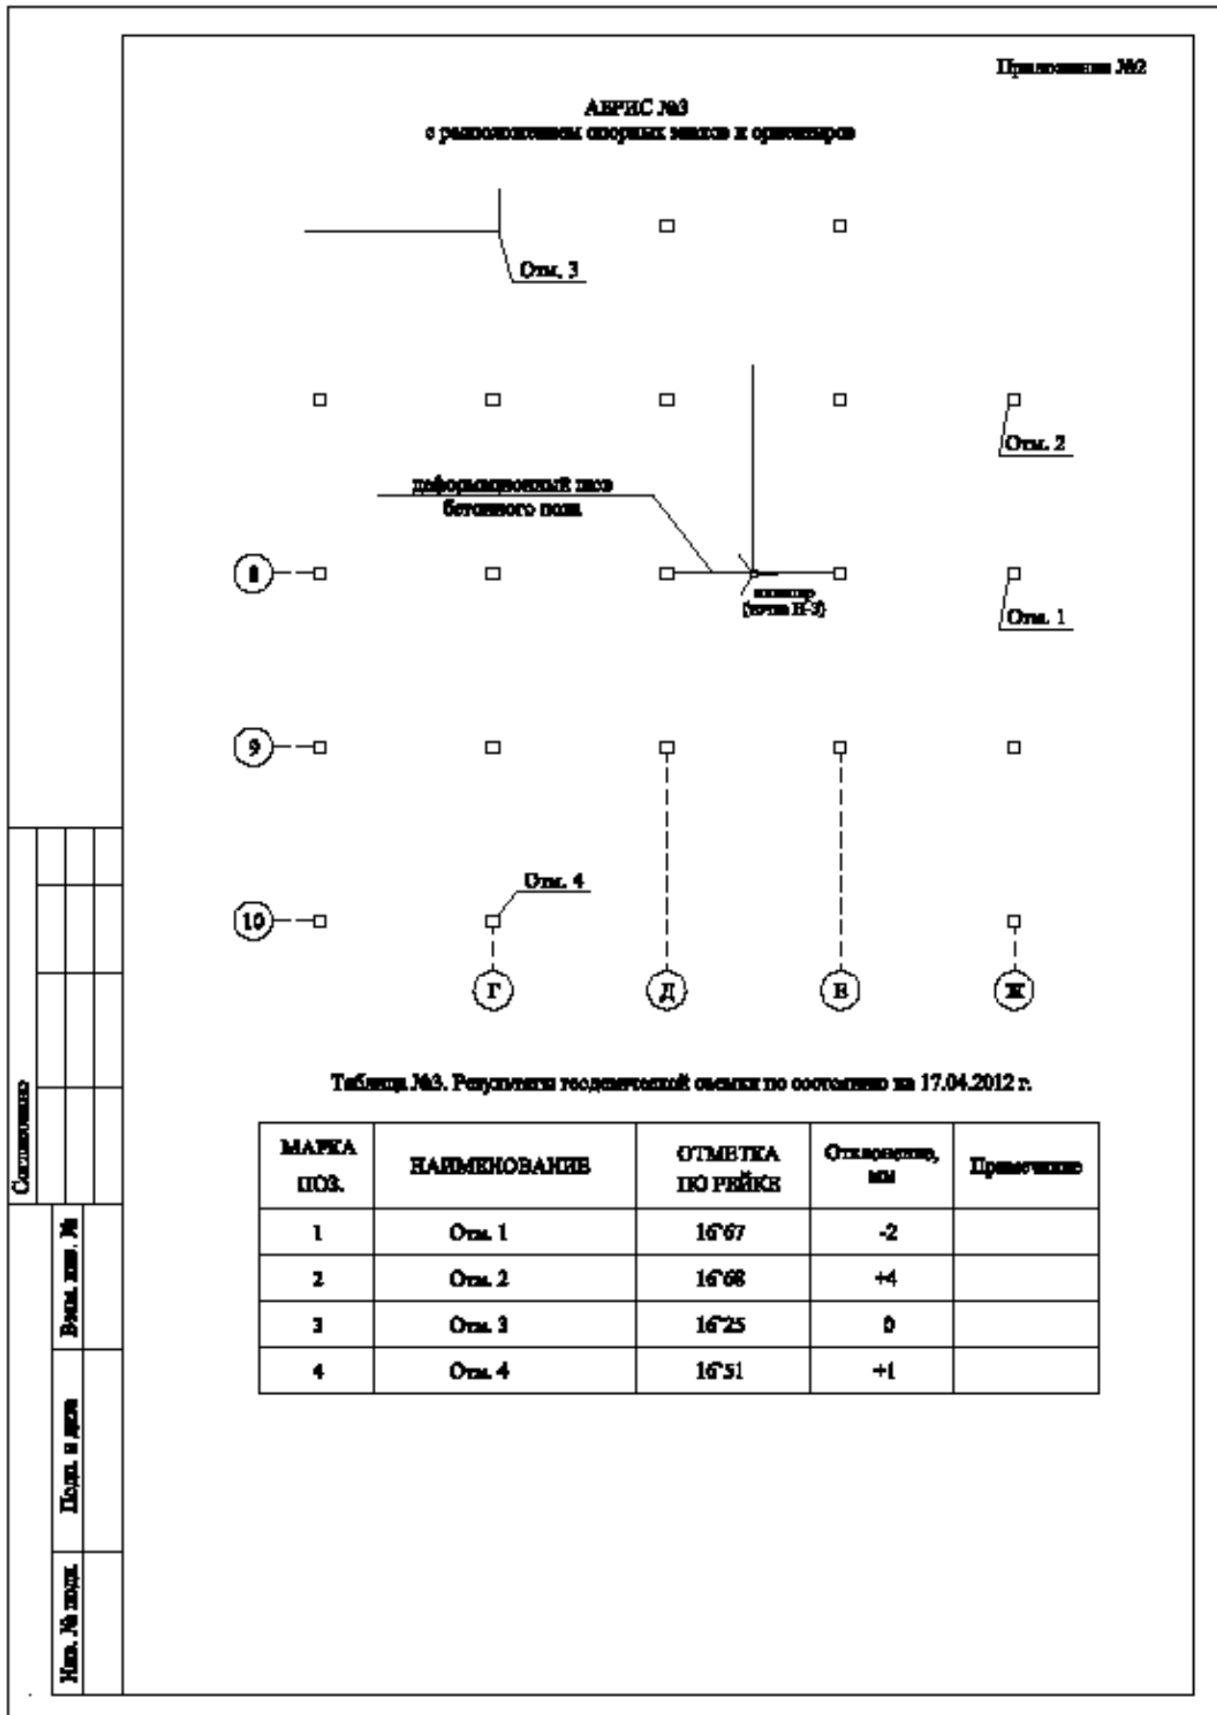 Приложение №2
АБРИС №3
с расположением опорных знаков и ориентиров
Отм. 3
Отм. 2
деформационный шов
бетонного пола
8
нивелир
(точка Н-3)
Отм. 1
9
Отм. 4
10
Г
Д
Е
Ж
Таблица №3. Результаты геодезической съемки по состоянию на 17.04.2012 г.
МАРКА ПОЗ.
НАИМЕНОВАНИЕ
ОТМЕТКА ПО РЕЙКЕ
Отклонение, мм
Примечание
1 Отм. 1 16"67 -2
2 Отм. 2 16"68 +4
3 Отм. 3 16"25 0
4 Отм. 4 16"51 +1
Согласовано
Взам. инв. №
Подп. и дата
Инв. № подл.